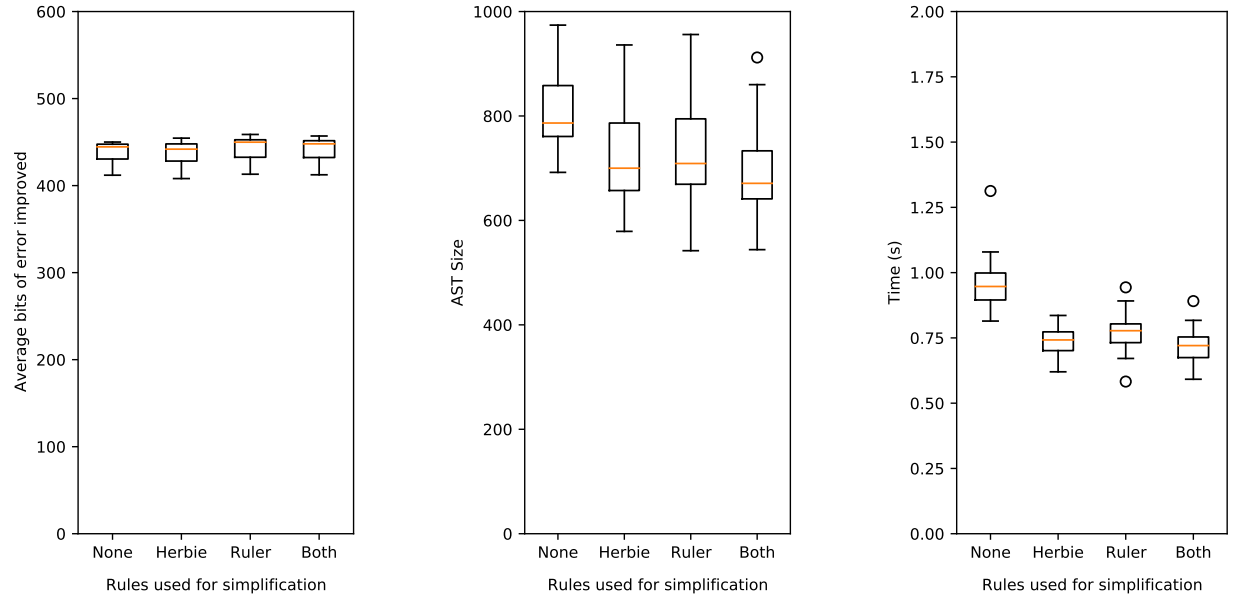 600
500
400
300
200
100
0
Average bits of error improved
None Herbie Ruler Both
Rules used for simplification
1000
800
600
400
200
0
AST Size
None Herbie Ruler Both
Rules used for simplification
2.00
1.75
1.50
1.25
1.00
0.75
0.50
0.25
0.00
Time (s)
None Herbie Ruler Both
Rules used for simplification